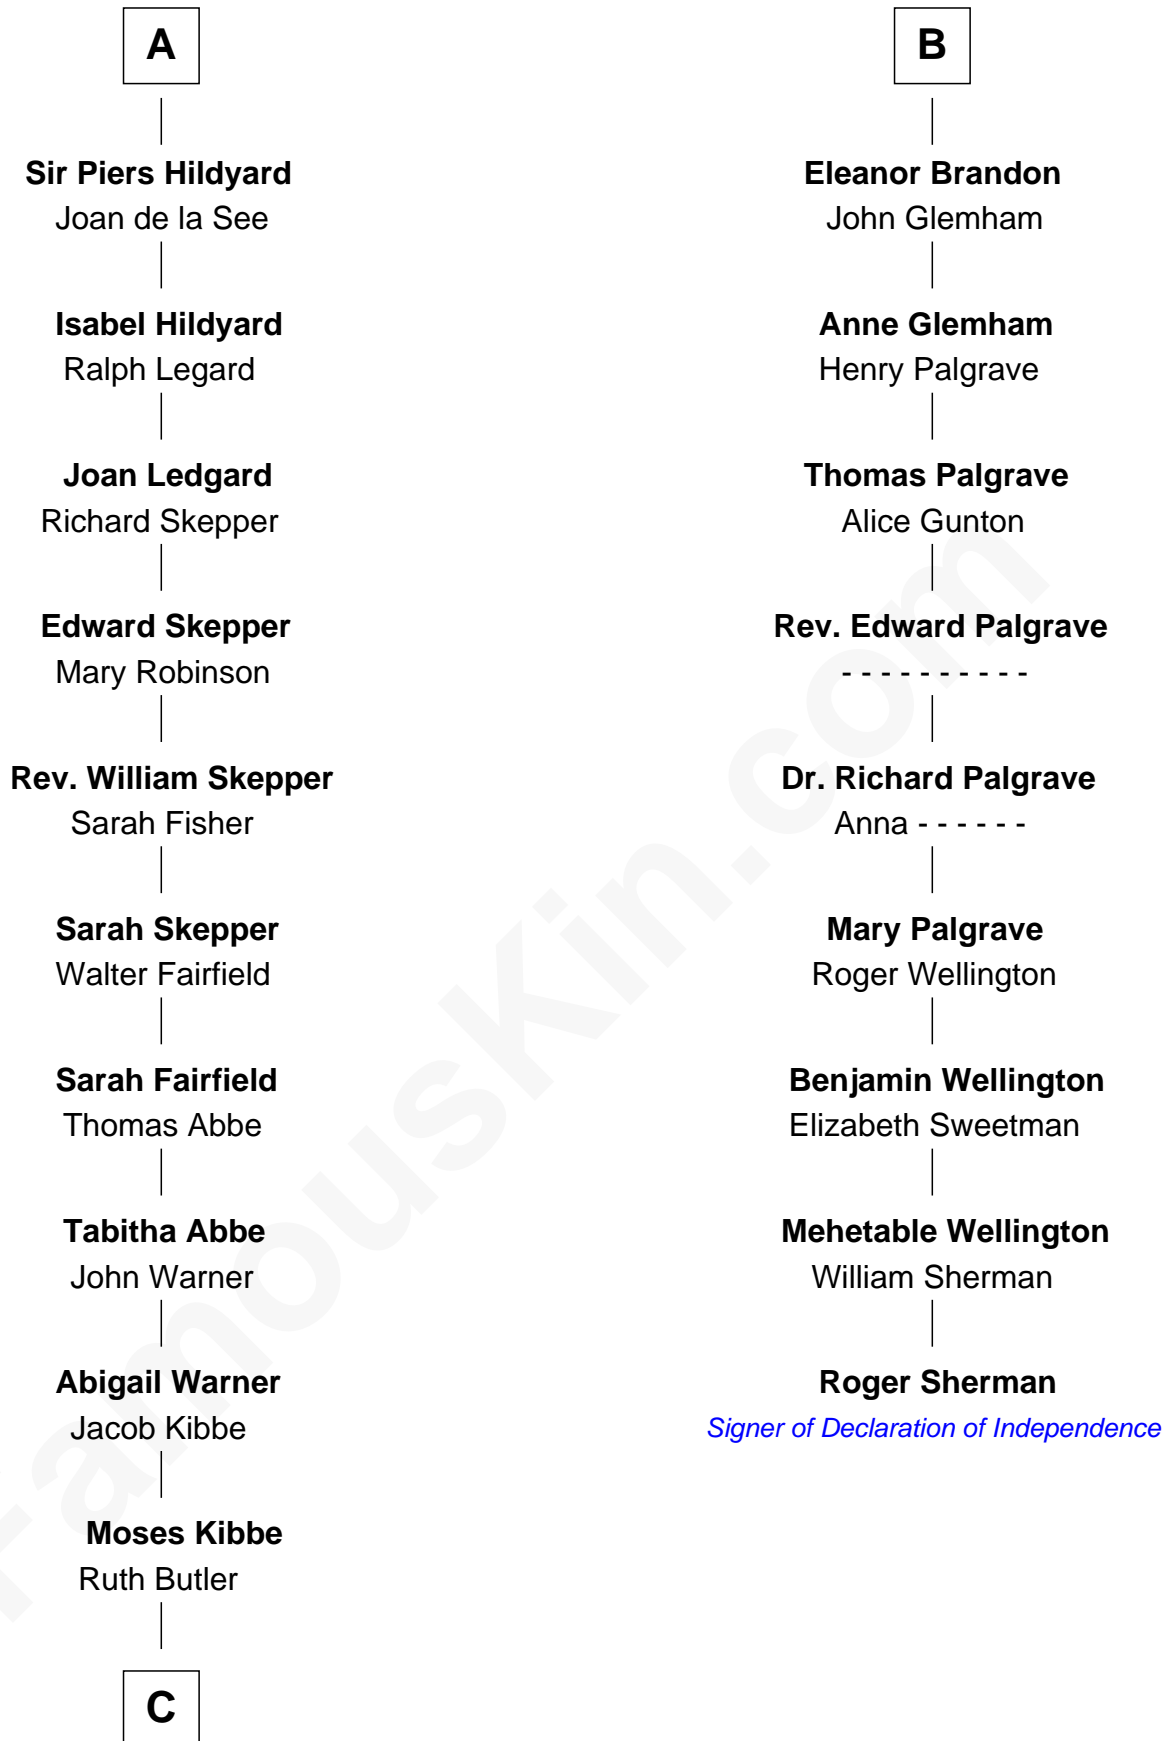 A
Sir Piers Hildyard
Joan de la See
Isabel Hildyard
Ralph Legard
Joan Ledgard
Richard Skepper
Edward Skepper
Mary Robinson
Rev. William Skepper
Sarah Fisher
Sarah Skepper
Walter Fairfield
Sarah Fairfield
Thomas Abbe
Tabitha Abbe
John Warner
Abigail Warner
Jacob Kibbe
Moses Kibbe
Ruth Butler
C
B
Eleanor Brandon
John Glemham
Anne Glemham
Henry Palgrave
Thomas Palgrave
Alice Gunton
Rev. Edward Palgrave
- - - - - - - - - -
Dr. Richard Palgrave
Anna - - - - - -
Mary Palgrave
Roger Wellington
Benjamin Wellington
Elizabeth Sweetman
Mehetable Wellington
William Sherman
Roger Sherman
Signer of Declaration of Independence
FamousKin.com